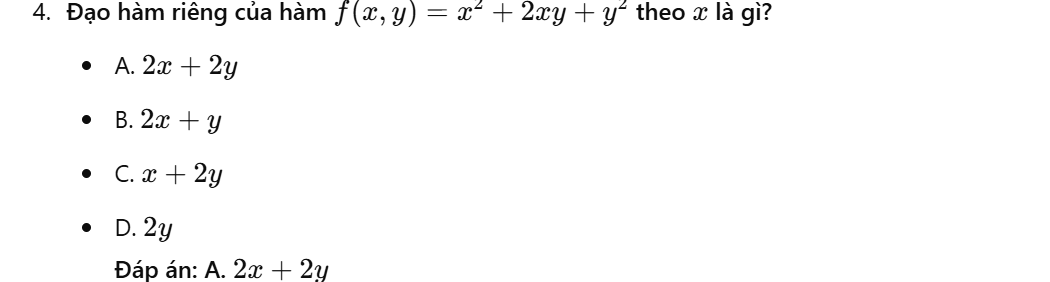 4. Đạo hàm riêng của hàm f(x, y) = x² + 2xy + y² theo x là gì?
• A. 2x + 2y
• B. 2x + y
• C. x + 2y
• D. 2y
Đáp án: A. 2x + 2y